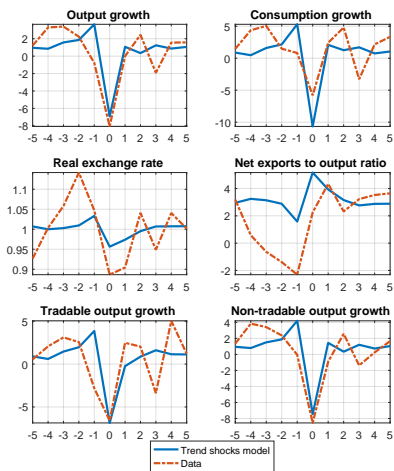 Output growth
2
0
-2
-4
-6
-8
-5 -4 -3 -2 -1 0 1 2 3 4 5
Consumption growth
5
0
-5
-10
-5 -4 -3 -2 -1 0 1 2 3 4 5
Real exchange rate
1.1
1.05
1
0.95
0.9
-5 -4 -3 -2 -1 0 1 2 3 4 5
Net exports to output ratio
4
2
0
-2
-5 -4 -3 -2 -1 0 1 2 3 4 5
Tradable output growth
5
0
-5
-5 -4 -3 -2 -1 0 1 2 3 4 5
Non-tradable output growth
4
2
0
-2
-4
-6
-8
-5 -4 -3 -2 -1 0 1 2 3 4 5
Trend shocks model
Data